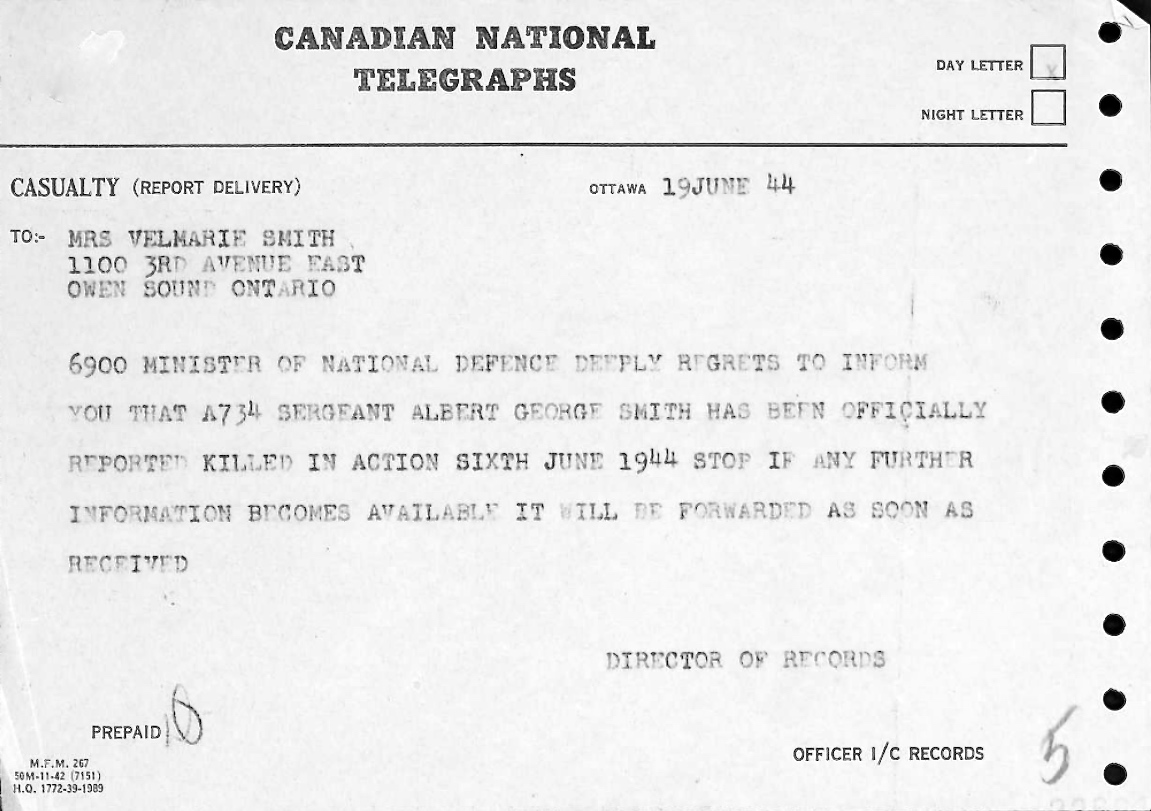 CANADIAN NATIONAL
TELEGRAPHS
DAY LETTER
NIGHT LETTER
CASUALTY (REPORT DELIVERY)
OTTAWA 19JUNE 44
TO:- MRS VELMARIE SMITH
1100 3RD AVENUE EAST
OWEN SOUND ONTARIO
6900 MINISTER OF NATIONAL DEFENCE DEEPLY REGRETS TO INFORM
YOU THAT A734 SERGEANT ALBERT GEORGE SMITH HAS BEEN OFFICIALLY
REPORTED KILLED IN ACTION SIXTH JUNE 1944 STOP IF ANY FURTHER
INFORMATION BECOMES AVAILABLE IT WILL BE FORWARDED AS SOON AS
RECEIVED
DIRECTOR OF RECORDS
PREPAID
OFFICER I/C RECORDS
5
M.F.M. 267
50M-11-42 (7151)
H.Q. 1772-39-1989